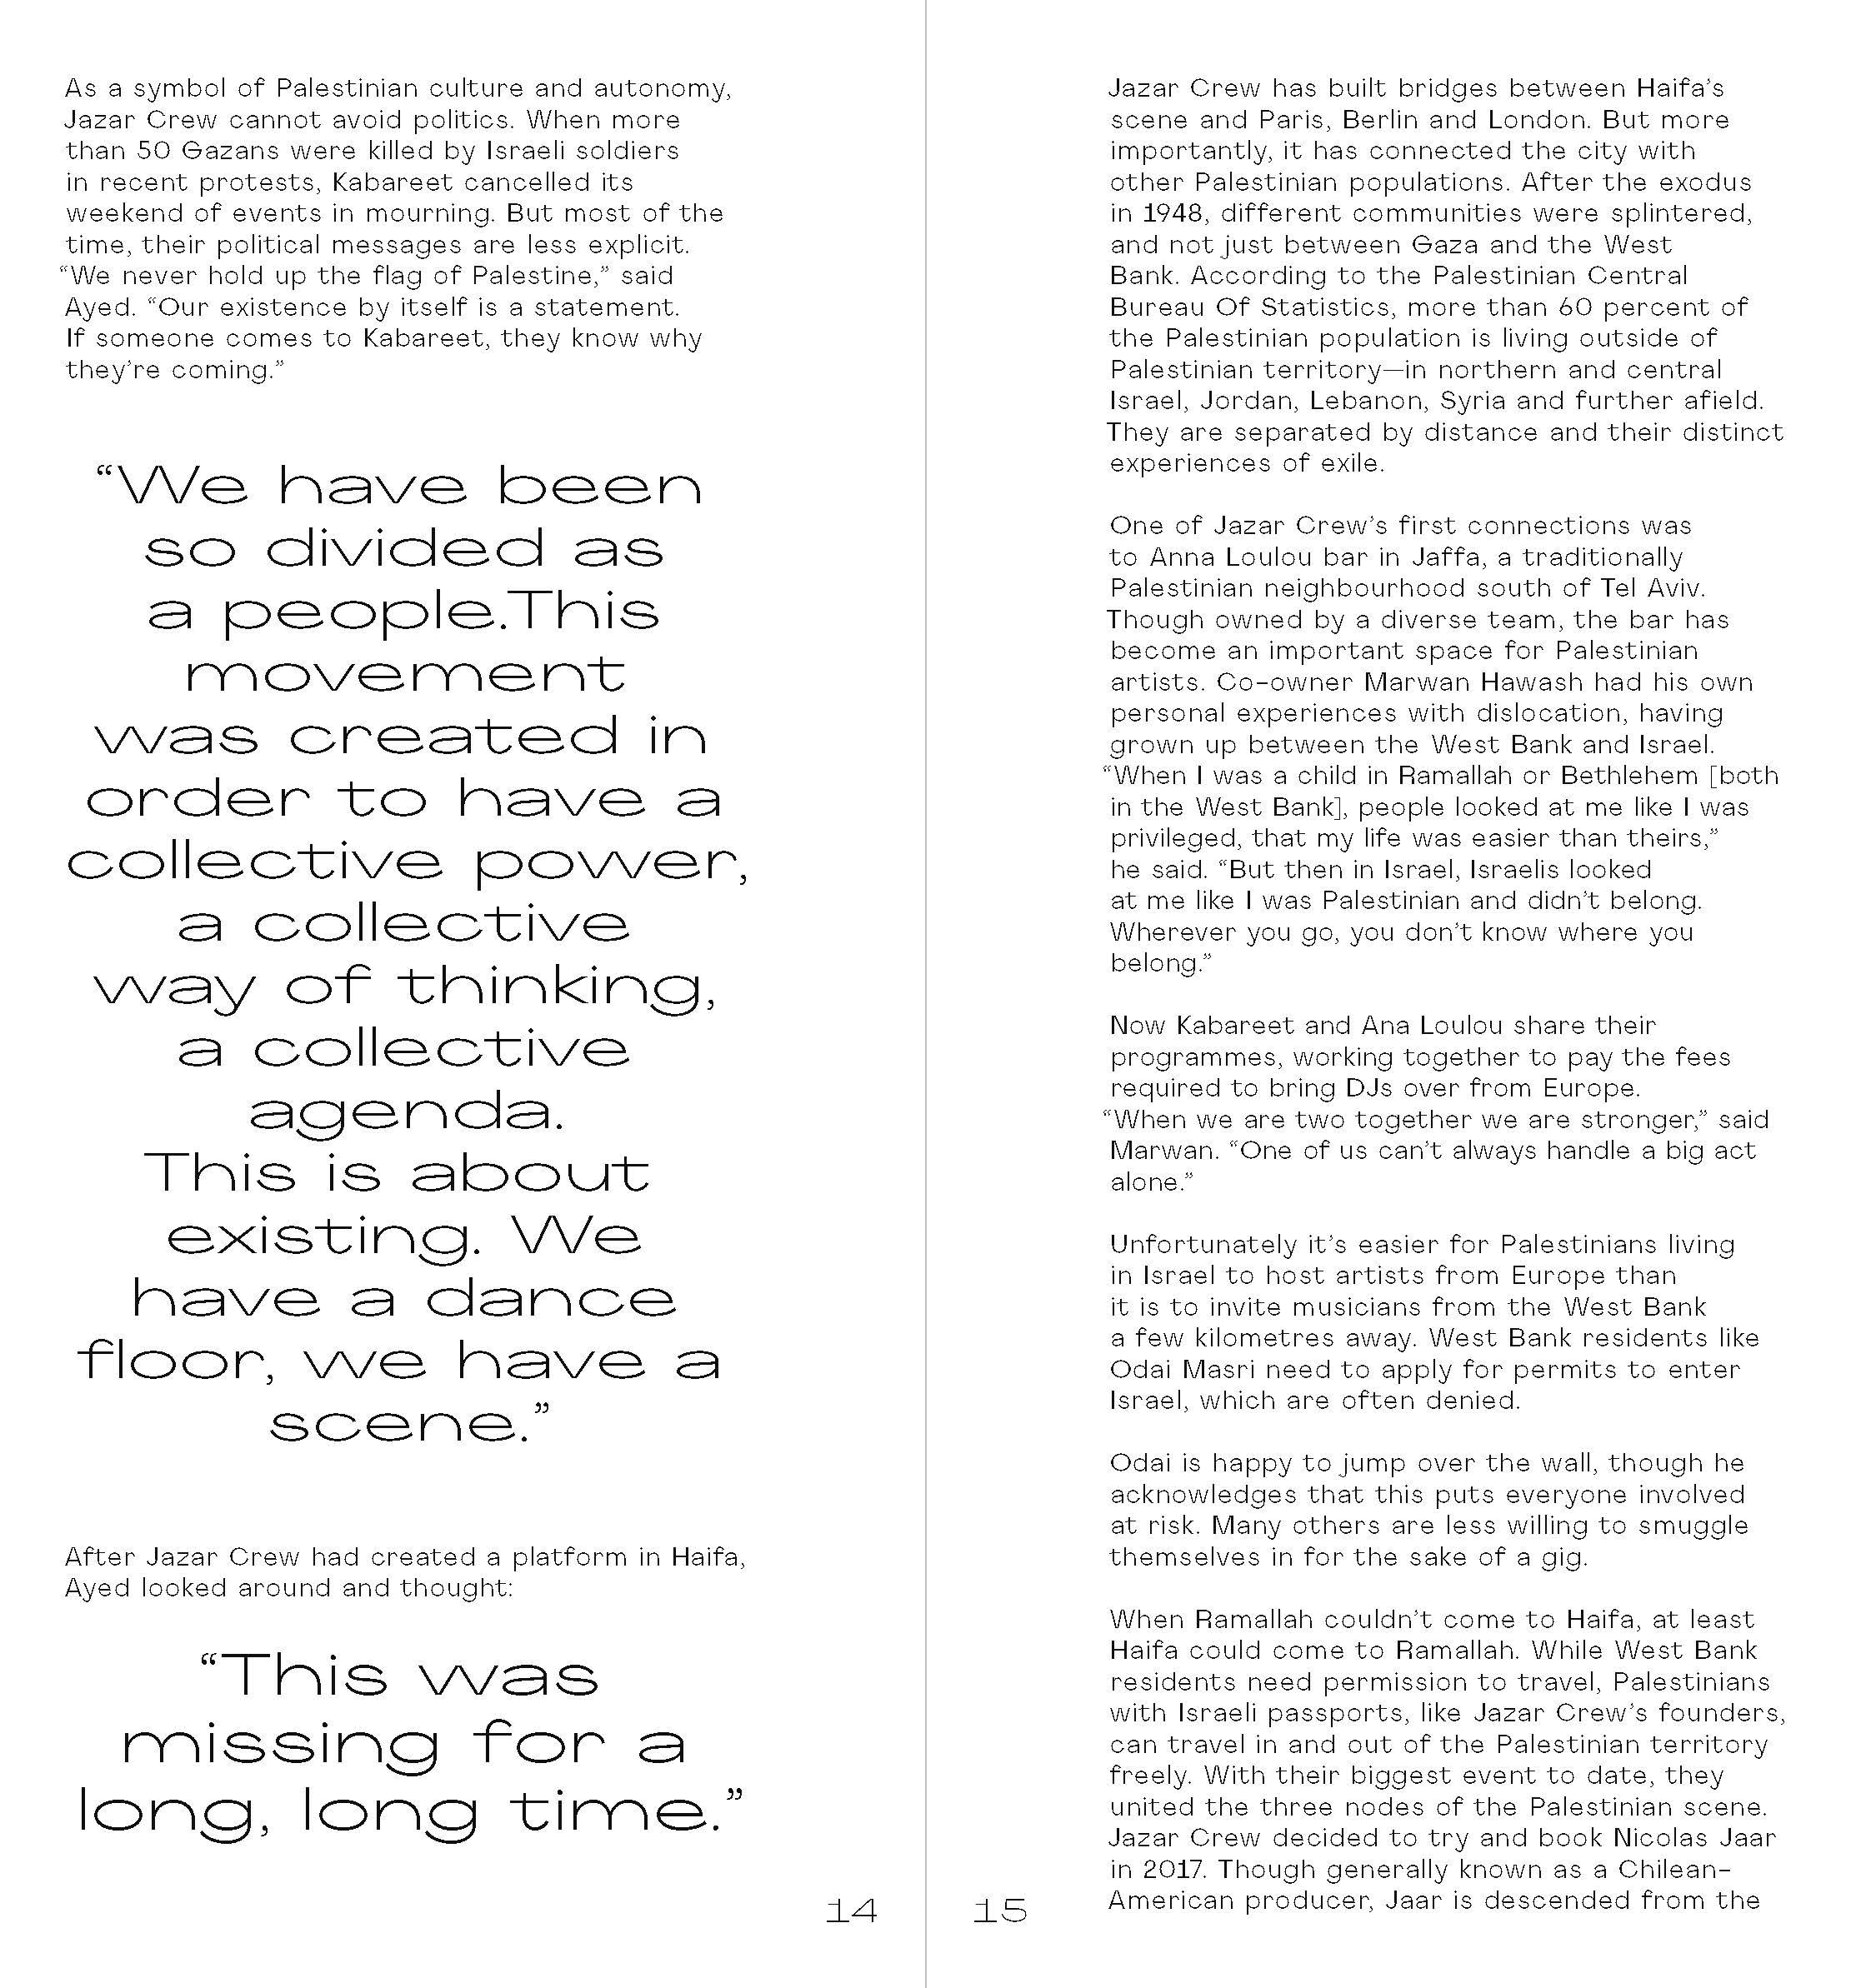 As a symbol of Palestinian culture and autonomy,
Jazar Crew cannot avoid politics. When more
than 50 Gazans were killed by Israeli soldiers
in recent protests, Kabareet cancelled its
weekend of events in mourning. But most of the
time, their political messages are less explicit.
“We never hold up the flag of Palestine,” said
Ayed. “Our existence by itself is a statement.
If someone comes to Kabareet, they know why
they’re coming.”
“We have been
so divided as
a people.This
movement
was created in
order to have a
collective power,
a collective
way of thinking,
a collective
agenda.
This is about
existing. We
have a dance
floor, we have a
scene.”
After Jazar Crew had created a platform in Haifa,
Ayed looked around and thought:
“This was
missing for a
long, long time.”
14
Jazar Crew has built bridges between Haifa’s
scene and Paris, Berlin and London. But more
importantly, it has connected the city with
other Palestinian populations. After the exodus
in 1948, different communities were splintered,
and not just between Gaza and the West
Bank. According to the Palestinian Central
Bureau Of Statistics, more than 60 percent of
the Palestinian population is living outside of
Palestinian territory—in northern and central
Israel, Jordan, Lebanon, Syria and further afield.
They are separated by distance and their distinct
experiences of exile.
One of Jazar Crew’s first connections was
to Anna Loulou bar in Jaffa, a traditionally
Palestinian neighbourhood south of Tel Aviv.
Though owned by a diverse team, the bar has
become an important space for Palestinian
artists. Co-owner Marwan Hawash had his own
personal experiences with dislocation, having
grown up between the West Bank and Israel.
“When I was a child in Ramallah or Bethlehem [both
in the West Bank], people looked at me like I was
privileged, that my life was easier than theirs,”
he said. “But then in Israel, Israelis looked
at me like I was Palestinian and didn’t belong.
Wherever you go, you don’t know where you
belong.”
Now Kabareet and Ana Loulou share their
programmes, working together to pay the fees
required to bring DJs over from Europe.
“When we are two together we are stronger,” said
Marwan. “One of us can’t always handle a big act
alone.”
Unfortunately it’s easier for Palestinians living
in Israel to host artists from Europe than
it is to invite musicians from the West Bank
a few kilometres away. West Bank residents like
Odai Masri need to apply for permits to enter
Israel, which are often denied.
Odai is happy to jump over the wall, though he
acknowledges that this puts everyone involved
at risk. Many others are less willing to smuggle
themselves in for the sake of a gig.
When Ramallah couldn’t come to Haifa, at least
Haifa could come to Ramallah. While West Bank
residents need permission to travel, Palestinians
with Israeli passports, like Jazar Crew’s founders,
can travel in and out of the Palestinian territory
freely. With their biggest event to date, they
united the three nodes of the Palestinian scene.
Jazar Crew decided to try and book Nicolas Jaar
in 2017. Though generally known as a Chilean-
American producer, Jaar is descended from the
15